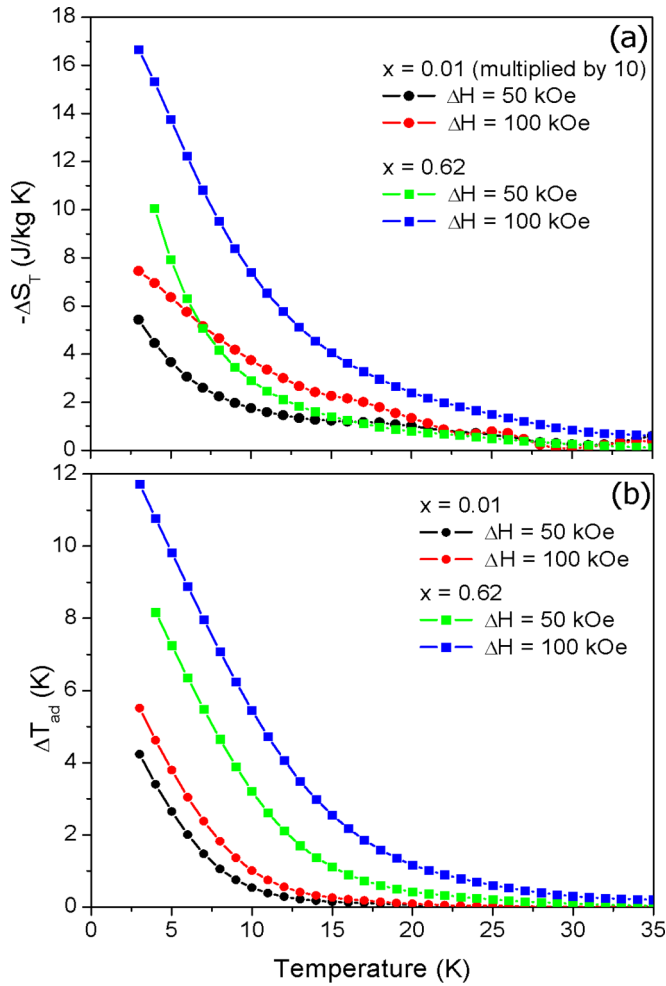 (a)
x = 0.01 (multiplied by 10)
ΔH = 50 kOe
ΔH = 100 kOe
x = 0.62
ΔH = 50 kOe
ΔH = 100 kOe
-ΔS_T (J/kg K)
18
16
14
12
10
8
6
4
2
0
(b)
x = 0.01
ΔH = 50 kOe
ΔH = 100 kOe
x = 0.62
ΔH = 50 kOe
ΔH = 100 kOe
ΔT_ad (K)
12
10
8
6
4
2
0
0 5 10 15 20 25 30 35
Temperature (K)